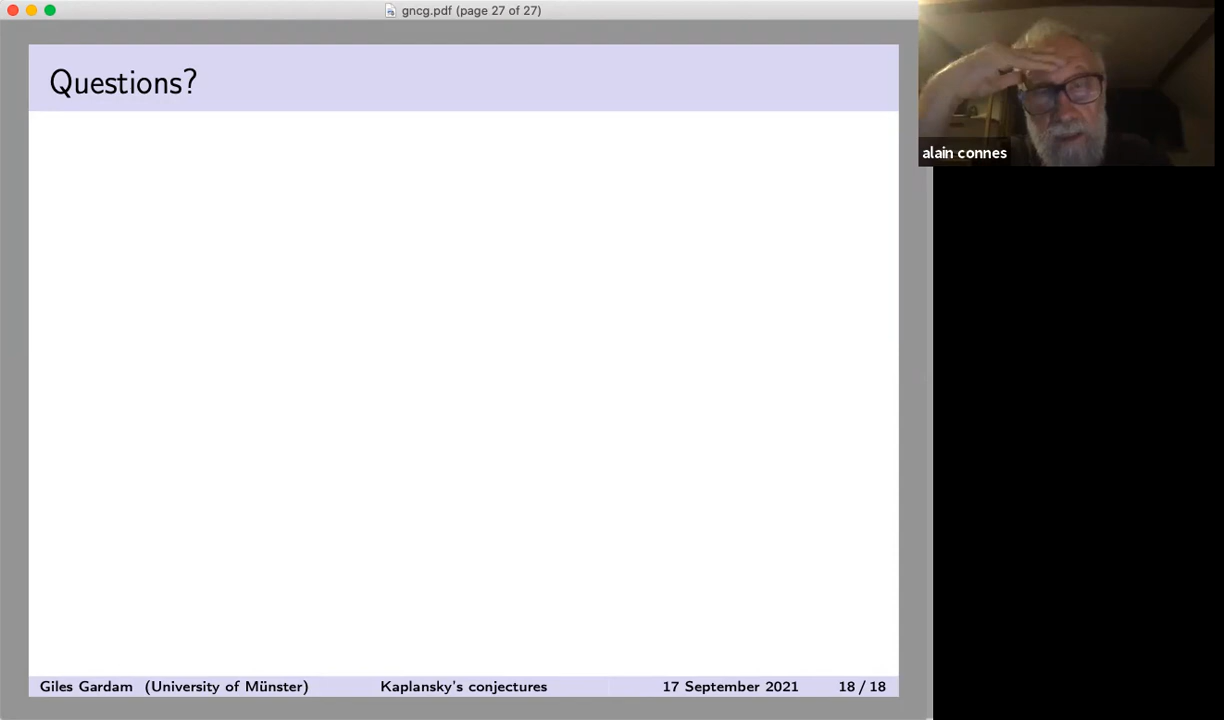 gncg.pdf (page 27 of 27)
Questions?
alain connes
Giles Gardam (University of Münster) Kaplansky's conjectures 17 September 2021 18 / 18